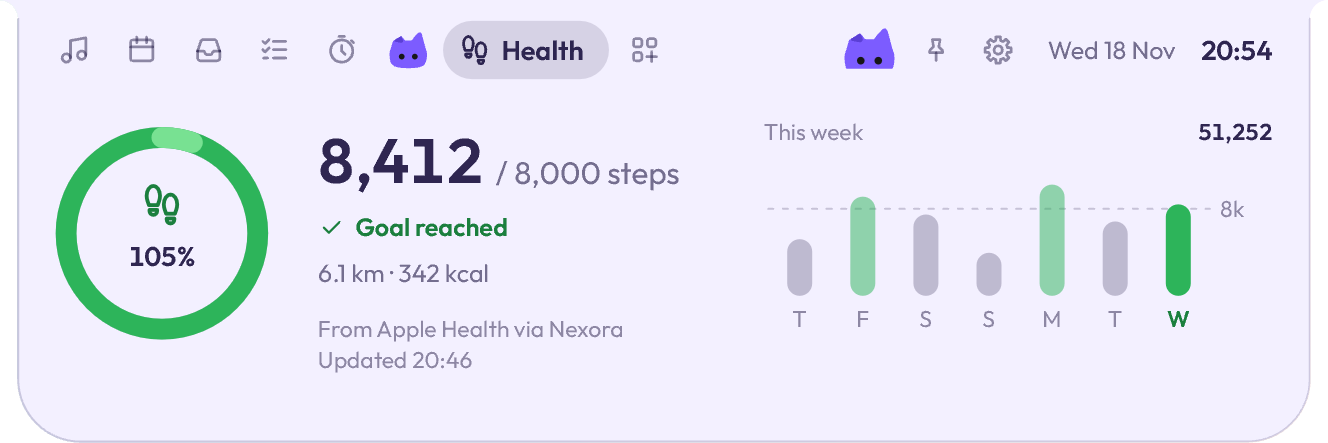 Health
Wed 18 Nov 20:54
8,412 / 8,000 steps
Goal reached
6.1 km · 342 kcal
From Apple Health via Nexora
Updated 20:46
105%
This week 51,252
8k
T F S S M T W